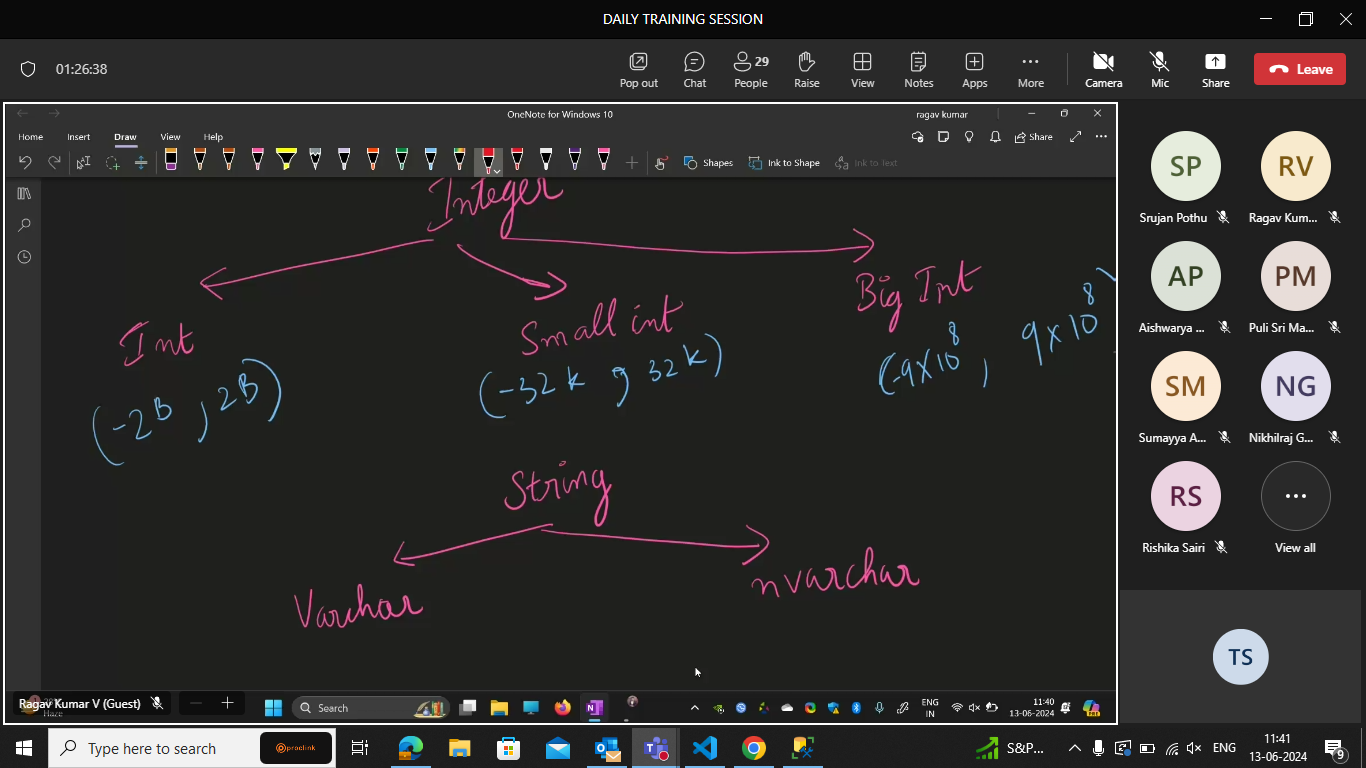 DAILY TRAINING SESSION
01:26:38
Pop out
Chat
29
People
Raise
View
Notes
Apps
More
Camera
Mic
Share
Leave
OneNote for Windows 10
ragav kumar
Home
Insert
Draw
View
Help
Share
Shapes
Ink to Shape
Ink to Text
Integer
Int
Small int
Big Int
(-2B , 2B)
(-32k , 32k)
(-9x10^8 , 9x10^8
String
Varchar
nvarchar
SP
RV
Srujan Pothu
Ragav Kum...
AP
PM
Aishwarya ...
Puli Sri Ma...
SM
NG
Sumayya A...
Nikhilraj G...
RS
Rishika Sairi
View all
TS
Ragav Kumar V (Guest)
Haze
Search
ENG
IN
11:40
13-06-2024
Type here to search
proclink
S&P...
ENG
11:41
13-06-2024
9